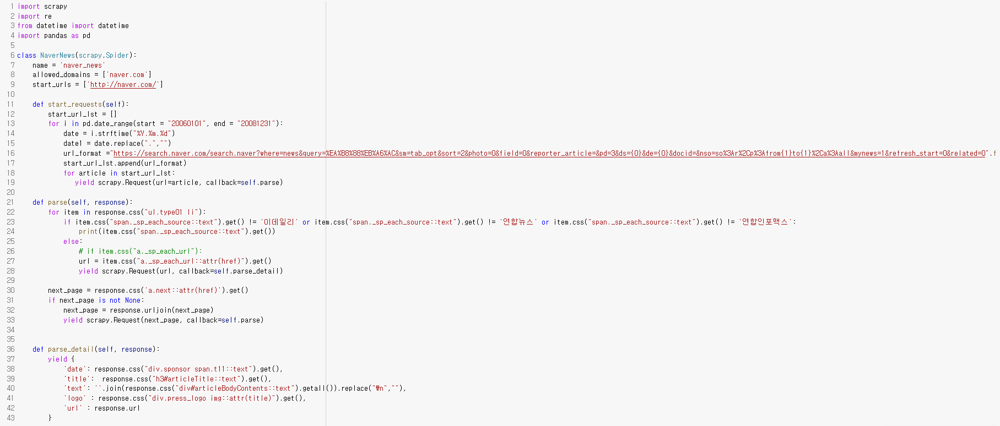 1 import scrapy
2 import re
3 from datetime import datetime
4 import pandas as pd
5
6 class NaverNews(scrapy.Spider):
7     name = 'naver_news'
8     allowed_domains = ['naver.com']
9     start_urls = ['http://naver.com/']
10
11     def start_requests(self):
12         start_url_lst = []
13         for i in pd.date_range(start = "20060101", end = "20081231"):
14             date = i.strftime("%Y.%m.%d")
15             date1 = date.replace(".","")
16             url_format ="https://search.naver.com/search.naver?where=news&query=%EA%B8%88%EB%A6%AC&sm=tab_opt&sort=2&photo=0&field=0&reporter_article=&pd=3&ds={0}&de={0}&docid=&nso=so%3Ar%2Cp%3Afrom{1}to{1}%2Ca%3Aall&mynews=1&refresh_start=0&related=0".f
17             start_url_lst.append(url_format)
18             for article in start_url_lst:
19                yield scrapy.Request(url=article, callback=self.parse)
20
21     def parse(self, response):
22         for item in response.css("ul.type01 li"):
23             if item.css("span._sp_each_source::text").get() != '이데일리' or item.css("span._sp_each_source::text").get() != '연합뉴스' or item.css("span._sp_each_source::text").get() != '연합인포맥스':
24                 print(item.css("span._sp_each_source::text").get())
25             else:
26                 # if item.css("a._sp_each_url"):
27                 url = item.css("a._sp_each_url::attr(href)").get()
28                 yield scrapy.Request(url, callback=self.parse_detail)
29
30         next_page = response.css('a.next::attr(href)').get()
31         if next_page is not None:
32             next_page = response.urljoin(next_page)
33             yield scrapy.Request(next_page, callback=self.parse)
34
35
36     def parse_detail(self, response):
37         yield {
38             'date': response.css("div.sponsor span.t11::text").get(),
39             'title':  response.css("h3#articleTitle::text").get(),
40             'text': ''.join(response.css("div#articleBodyContents::text").getall()).replace("₩n",""),
41             'logo' : response.css("div.press_logo img::attr(title)").get(),
42             'url' : response.url
43         }